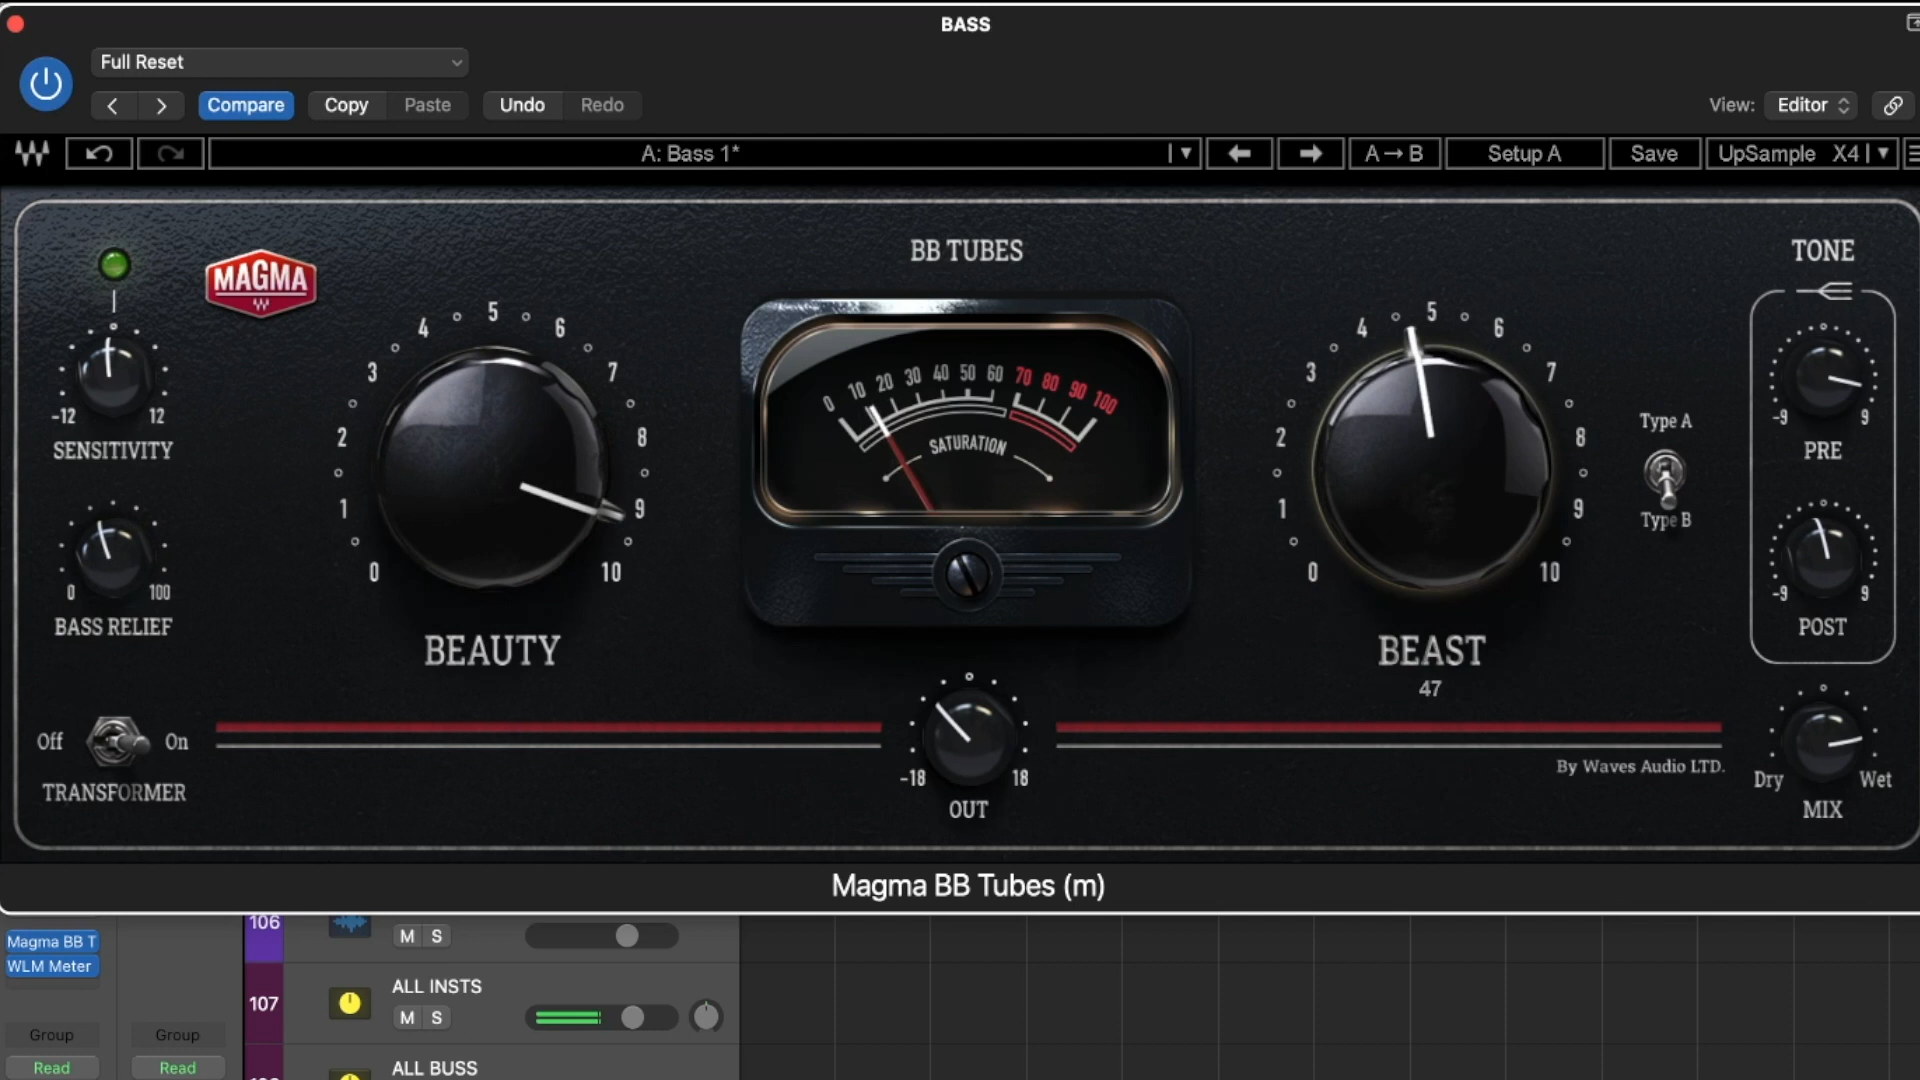 BASS
Full Reset
Compare Copy Paste Undo Redo View: Editor
A: Bass 1* A→B Setup A Save UpSample X4
MAGMA
BB TUBES
TONE
0 1 2 3 4 5 6 7 8 9 10
0 10 20 30 40 50 60 70 80 90 100
SATURATION
0 1 2 3 4 5 6 7 8 9 10
-12 12
SENSITIVITY
Type A
Type B
-9 9
PRE
0 100
BASS RELIEF
-9 9
POST
BEAUTY
BEAST
47
Off On
TRANSFORMER
-18 18
OUT
By Waves Audio LTD.
Dry Wet
MIX
Magma BB Tubes (m)
106
M S
Magma BB T
WLM Meter
107
ALL INSTS
M S
Group Group
Read Read
ALL BUSS